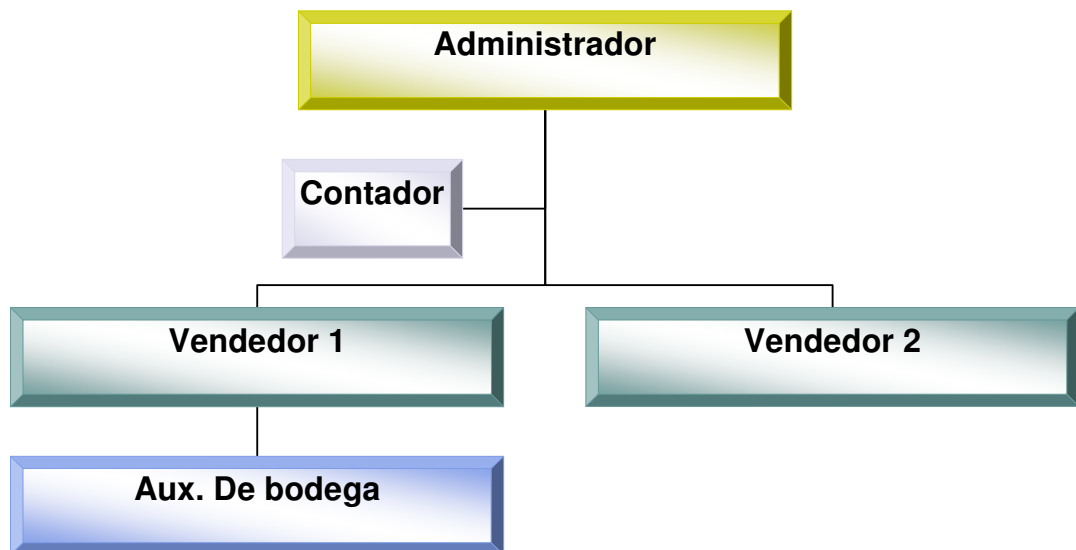 Administrador
Contador
Vendedor 1
Vendedor 2
Aux. De bodega